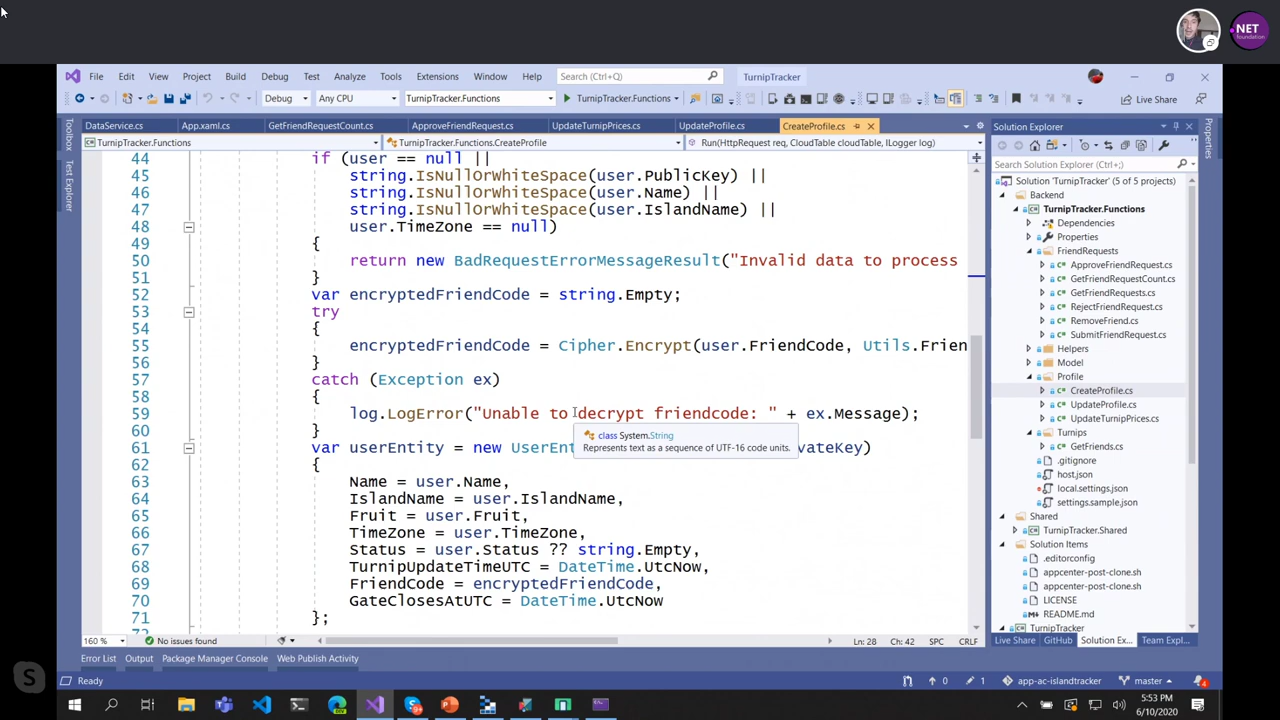 NET
foundation
File Edit View Project Build Debug Test Analyze Tools Extensions Window Help Search (Ctrl+Q) TurnipTracker
Debug Any CPU TurnipTracker.Functions TurnipTracker.Functions Live Share
DataService.cs App.xaml.cs GetFriendRequestCount.cs ApproveFriendRequest.cs UpdateTurnipPrices.cs UpdateProfile.cs CreateProfile.cs
TurnipTracker.Functions TurnipTracker.Functions.CreateProfile Run(HttpRequest req, CloudTable cloudTable, ILogger log)
Toolbox
Test Explorer
44 if (user == null ||
45 string.IsNullOrWhiteSpace(user.PublicKey) ||
46 string.IsNullOrWhiteSpace(user.Name) ||
47 string.IsNullOrWhiteSpace(user.IslandName) ||
48 user.TimeZone == null)
49 {
50 return new BadRequestErrorMessageResult("Invalid data to process
51 }
52 var encryptedFriendCode = string.Empty;
53 try
54 {
55 encryptedFriendCode = Cipher.Encrypt(user.FriendCode, Utils.Frien
56 }
57 catch (Exception ex)
58 {
59 log.LogError("Unable to decrypt friendcode: " + ex.Message);
60 }
class System.String
Represents text as a sequence of UTF-16 code units.
61 var userEntity = new UserEnt vateKey)
62 {
63 Name = user.Name,
64 IslandName = user.IslandName,
65 Fruit = user.Fruit,
66 TimeZone = user.TimeZone,
67 Status = user.Status ?? string.Empty,
68 TurnipUpdateTimeUTC = DateTime.UtcNow,
69 FriendCode = encryptedFriendCode,
70 GateClosesAtUTC = DateTime.UtcNow
71 };
160 % No issues found Ln: 28 Ch: 42 SPC CRLF
Solution Explorer
Search Solution Explorer (Ctrl+;)
Solution 'TurnipTracker' (5 of 5 projects)
Backend
TurnipTracker.Functions
Dependencies
Properties
FriendRequests
ApproveFriendRequest.cs
GetFriendRequestCount.cs
GetFriendRequests.cs
RejectFriendRequest.cs
RemoveFriend.cs
SubmitFriendRequest.cs
Helpers
Model
Profile
CreateProfile.cs
UpdateProfile.cs
UpdateTurnipPrices.cs
Turnips
GetFriends.cs
.gitignore
host.json
local.settings.json
settings.sample.json
Shared
TurnipTracker.Shared
Solution Items
.editorconfig
appcenter-post-clone.sh
appcenter-post-clone.sh
LICENSE
README.md
TurnipTracker
Live Share GitHub Solution Ex... Team Expl...
Properties
Error List Output Package Manager Console Web Publish Activity
Ready 0 1 app-ac-islandtracker master 4
5:53 PM
6/10/2020